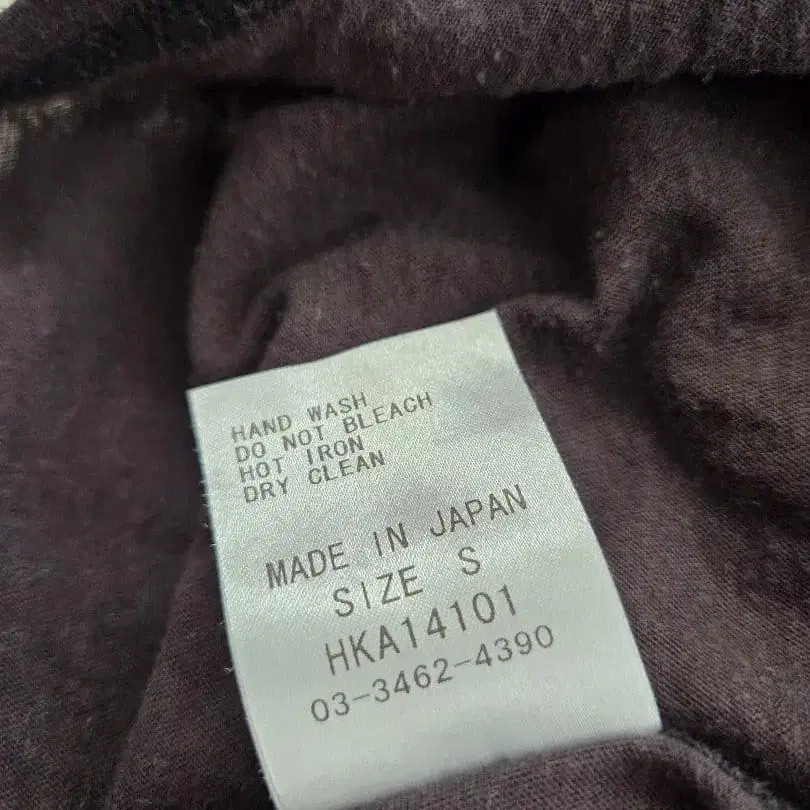 HAND WASH
DO NOT BLEACH
HOT IRON
DRY CLEAN
MADE IN JAPAN
SIZE S
HKA14101
03-3462-4390